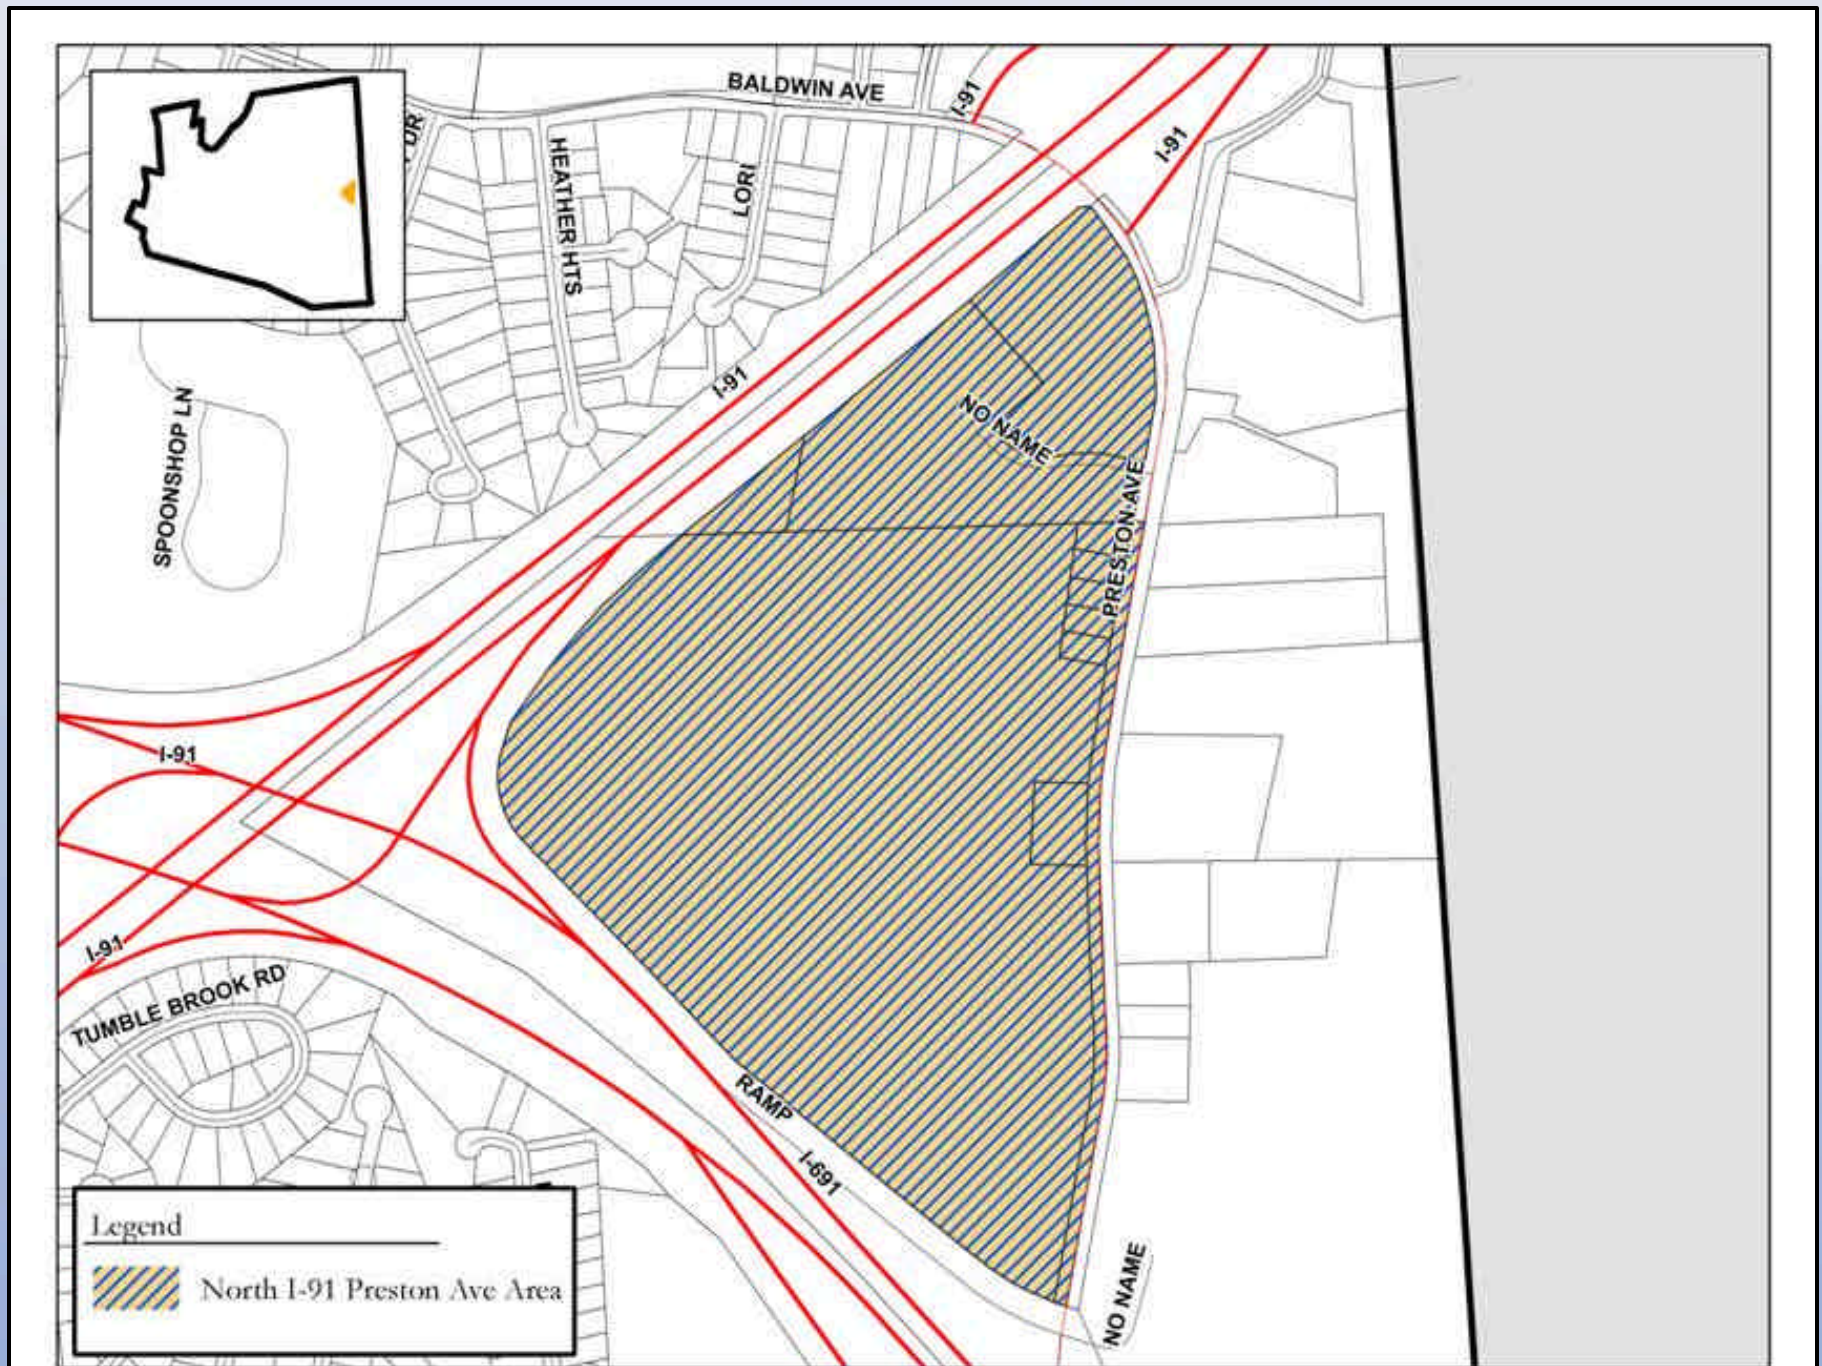 BALDWIN AVE
I-91
I-91
DR
HEATHER HTS
LORI
I-91
SPOONSHOP LN
NO NAME
PRESTON AVE
I-91
I-91
TUMBLE BROOK RD
RAMP
I-691
NO NAME
Legend
North I-91 Preston Ave Area